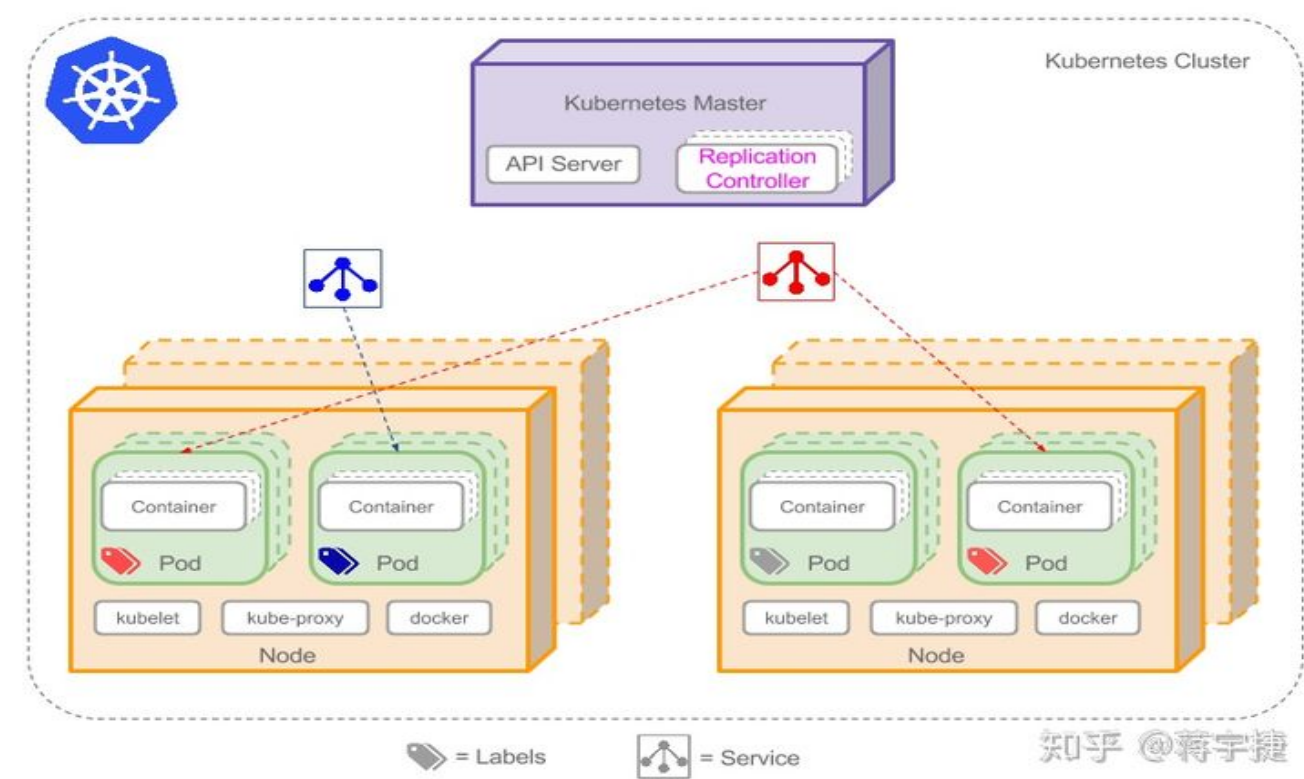 Kubernetes Cluster
Kubernetes Master
API Server
Replication
Controller
Container
Container
Container
Container
Pod
Pod
Pod
Pod
kubelet
kube-proxy
docker
kubelet
kube-proxy
docker
Node
Node
= Labels
= Service
知乎 @蒋宇捷